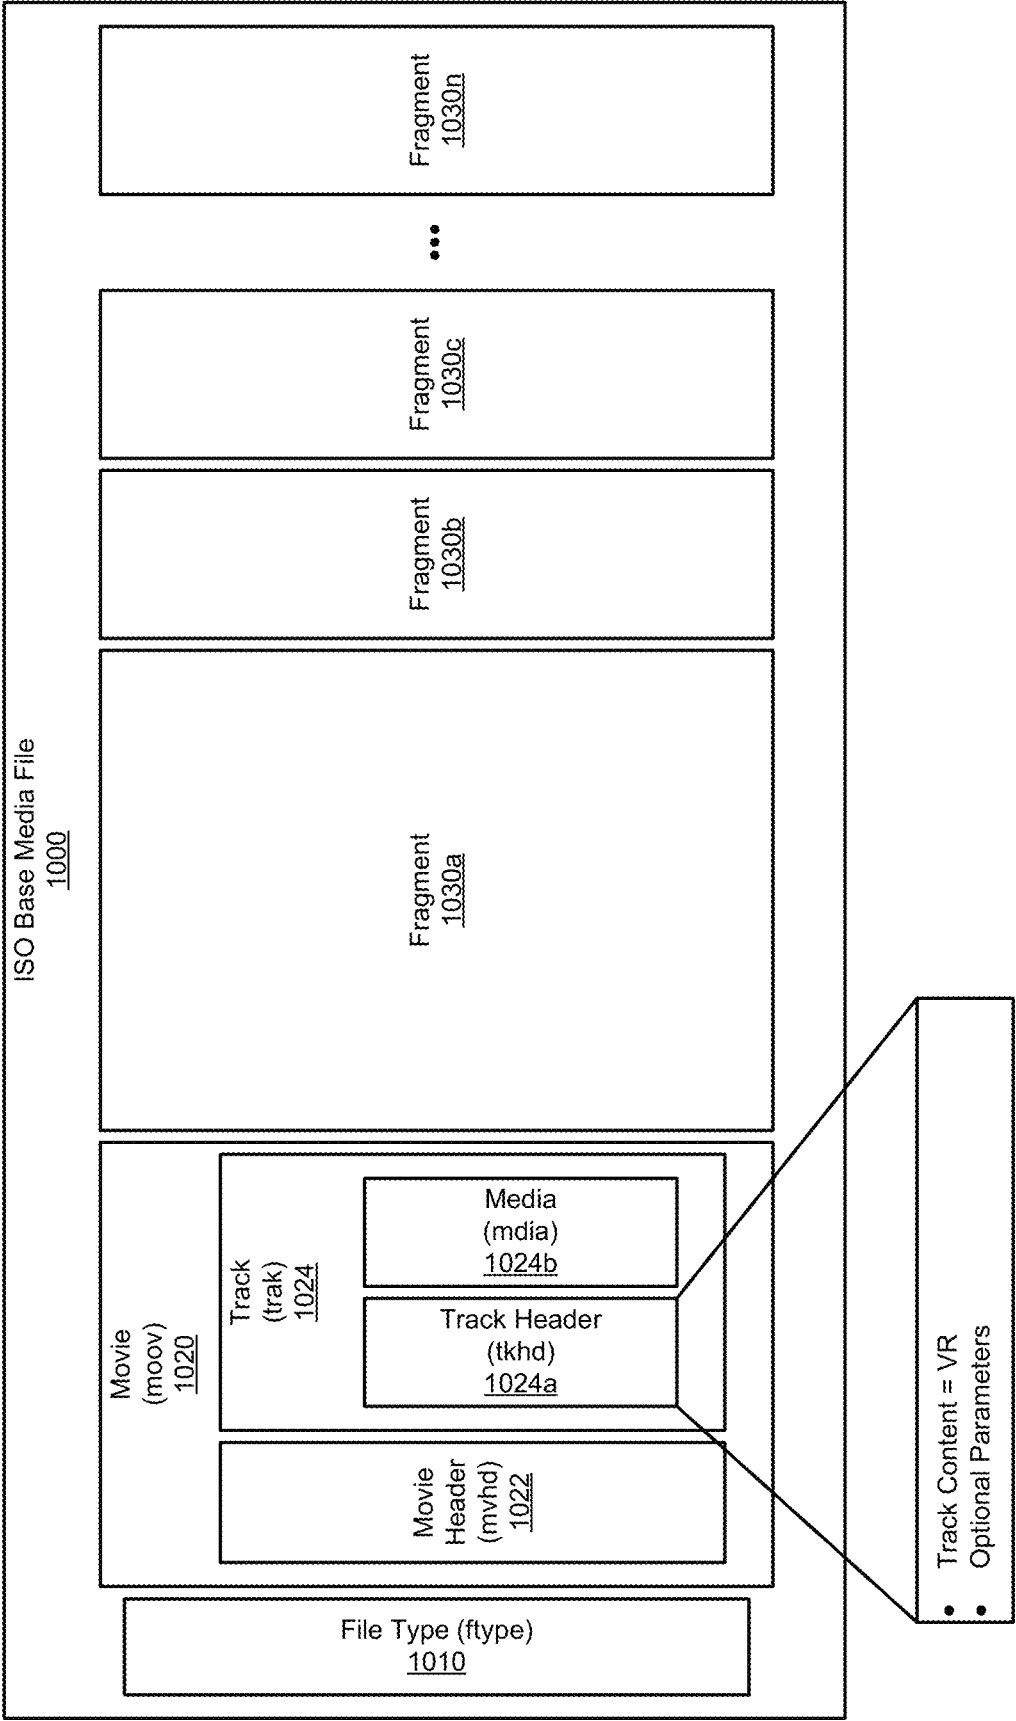 ISO Base Media File
1000
File Type (ftype)
1010
Movie
(moov)
1020
Movie
Header
(mvhd)
1022
Track
(trak)
1024
Track Header
(tkhd)
1024a
Media
(mdia)
1024b
Fragment
1030a
Fragment
1030b
Fragment
1030c
•••
Fragment
1030n
• Track Content = VR
• Optional Parameters